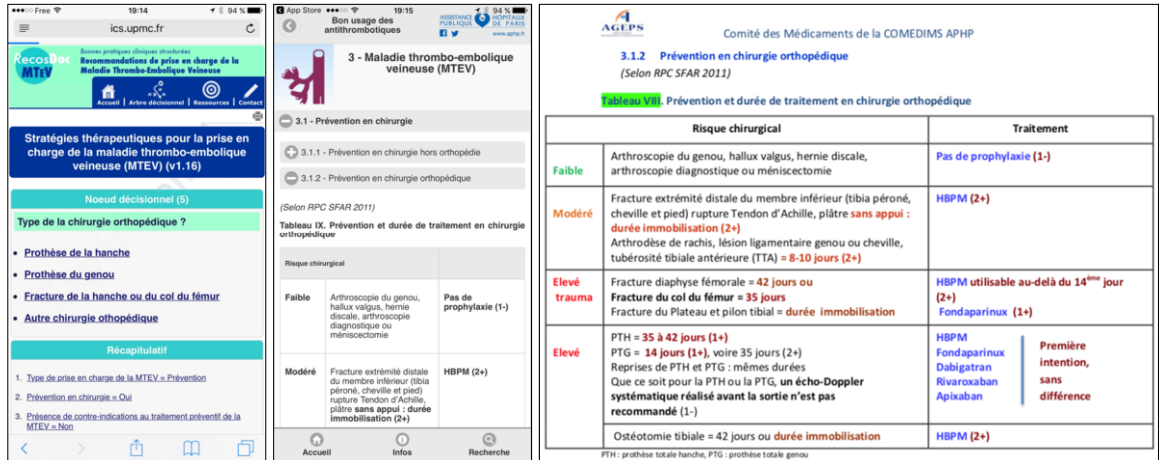 ●●●○○ Free 19:14 94 %
ics.upmc.fr
RecosDoc
MTeV
Bonnes pratiques cliniques structurées
Recommandations de prise en charge de la
Maladie Thrombo-Embolique Veineuse
Accueil | Arbre décisionnel | Ressources | Contact
Stratégies thérapeutiques pour la prise en
charge de la maladie thrombo-embolique
veineuse (MTEV) (v1.16)
Noeud décisionnel (5)
Type de la chirurgie orthopédique ?
• Prothèse de la hanche
• Prothèse du genou
• Fracture de la hanche ou du col du fémur
• Autre chirurgie othopédique
Récapitulatif
1. Type de prise en charge de la MTEV = Prévention
2. Prévention en chirurgie = Oui
3. Présence de contre-indications au traitement préventif de la
MTEV = Non
App Store 19:15 94 %
Bon usage des
antithrombotiques
ASSISTANCE HÔPITAUX
PUBLIQUE DE PARIS
www.aphp.fr
3 - Maladie thrombo-embolique
veineuse (MTEV)
3.1 - Prévention en chirurgie
3.1.1 - Prévention en chirurgie hors orthopédie
3.1.2 - Prévention en chirurgie orthopédique
(Selon RPC SFAR 2011)
Tableau IX. Prévention et durée de traitement en chirurgie
orthopédique
Risque chirurgical
Faible
Arthroscopie du genou,
hallux valgus, hernie
discale, arthroscopie
diagnostique ou
méniscectomie
Pas de
prophylaxie (1-)
Modéré
Fracture extrémité distale
du membre inférieur (tibia
péroné, cheville et pied)
rupture Tendon d'Achille,
plâtre sans appui : durée
immobilisation (2+)
HBPM (2+)
Accueil Infos Recherche
AGEPS
Comité des Médicaments de la COMEDIMS APHP
3.1.2 Prévention en chirurgie orthopédique
(Selon RPC SFAR 2011)
Tableau VIII. Prévention et durée de traitement en chirurgie orthopédique
Risque chirurgical Traitement
Faible
Arthroscopie du genou, hallux valgus, hernie discale,
arthroscopie diagnostique ou méniscectomie
Pas de prophylaxie (1-)
Modéré
Fracture extrémité distale du membre inférieur (tibia péroné,
cheville et pied) rupture Tendon d'Achille, plâtre sans appui :
durée immobilisation (2+)
Arthrodèse de rachis, lésion ligamentaire genou ou cheville,
tubérosité tibiale antérieure (TTA) = 8-10 jours (2+)
HBPM (2+)
Elevé
trauma
Fracture diaphyse fémorale = 42 jours ou
Fracture du col du fémur = 35 jours
Fracture du Plateau et pilon tibial = durée immobilisation
HBPM utilisable au-delà du 14ème jour
(2+)
Fondaparinux (1+)
Elevé
PTH = 35 à 42 jours (1+)
PTG = 14 jours (1+), voire 35 jours (2+)
Reprises de PTH et PTG : mêmes durées
Que ce soit pour la PTH ou la PTG, un écho-Doppler
systématique réalisé avant la sortie n'est pas
recommandé (1-)
HBPM
Fondaparinux
Dabigatran
Rivaroxaban
Apixaban
Première
intention,
sans
différence
Ostéotomie tibiale = 42 jours ou durée immobilisation
HBPM (2+)
PTH : prothèse totale hanche, PTG : prothèse totale genou